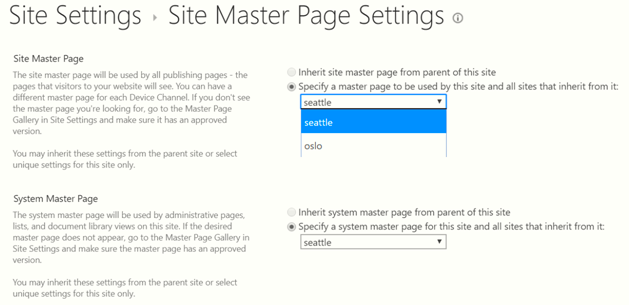 Site Settings ▸ Site Master Page Settings ⓘ
Site Master Page
The site master page will be used by all publishing pages - the
pages that visitors to your website will see. You can have a
different master page for each Device Channel. If you don't see
the master page you're looking for, go to the Master Page
Gallery in Site Settings and make sure it has an approved
version.
You may inherit these settings from the parent site or select
unique settings for this site only.
Inherit site master page from parent of this site
Specify a master page to be used by this site and all sites that inherit from it:
seattle
seattle
oslo
System Master Page
The system master page will be used by administrative pages,
lists, and document library views on this site. If the desired
master page does not appear, go to the Master Page Gallery in
Site Settings and make sure the master page has an approved
version.
You may inherit these settings from the parent site or select
unique settings for this site only.
Inherit system master page from parent of this site
Specify a system master page for this site and all sites that inherit from it:
seattle